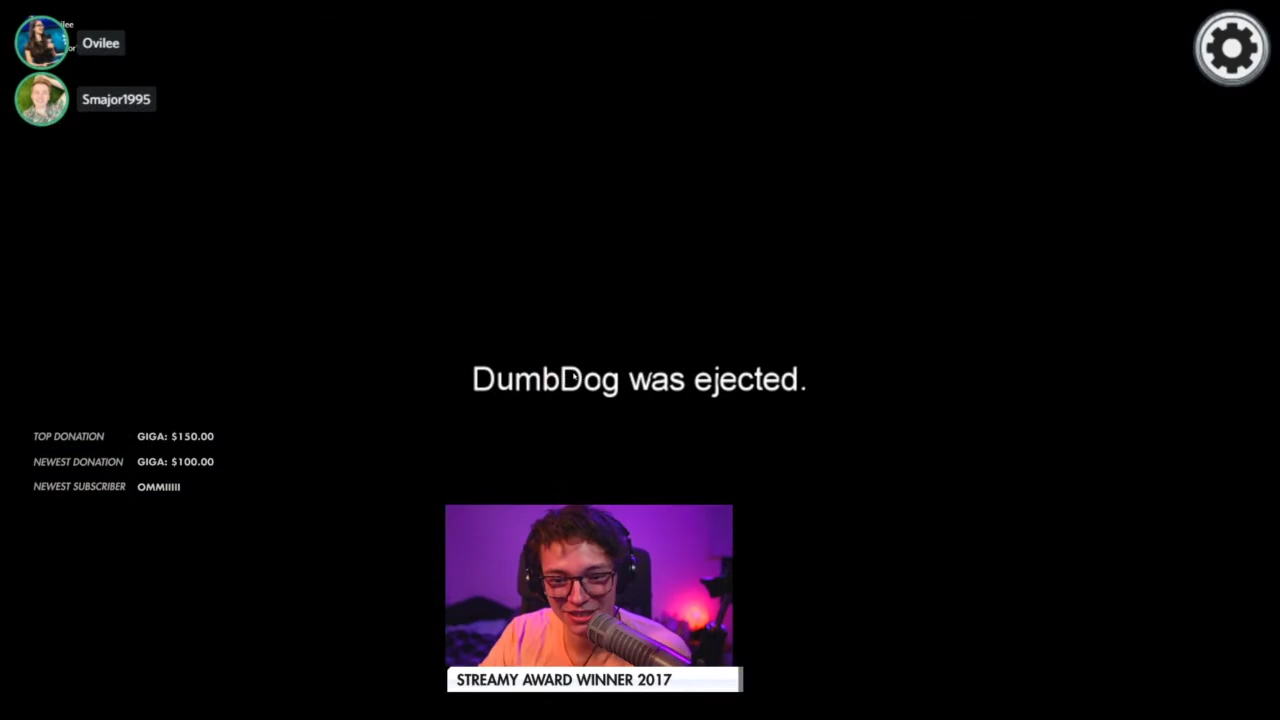 Ovilee
Smajor1995
DumbDog was ejected.
TOP DONATION GIGA: $150.00
NEWEST DONATION GIGA: $100.00
NEWEST SUBSCRIBER OMMIIIII
STREAMY AWARD WINNER 2017